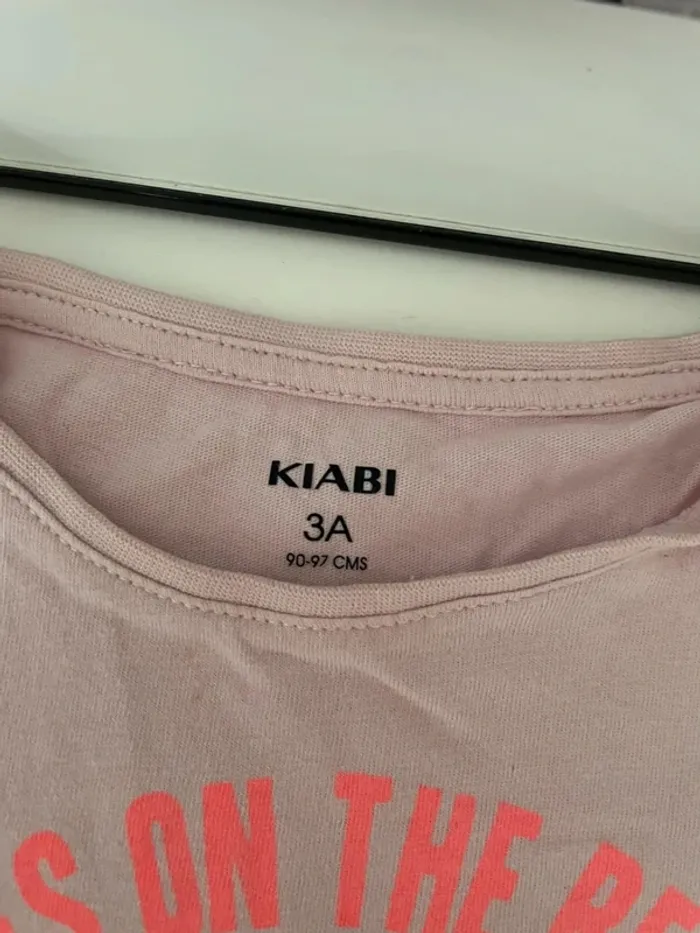 KIABI
3A
90-97 CMS
ON THE